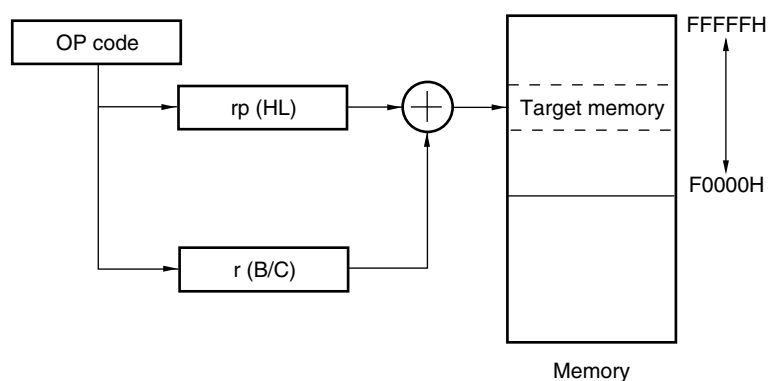 OP code
FFFFFH
rp (HL)
Target memory
F0000H
r (B/C)
Memory